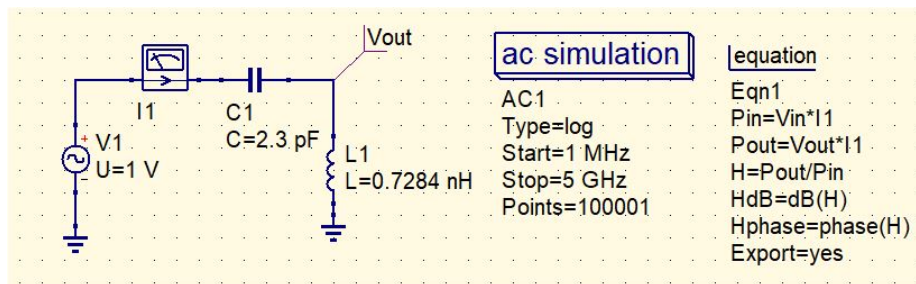 Vout
I1
C1
C=2.3 pF
+
V1
U=1 V
-
L1
L=0.7284 nH
ac simulation
AC1
Type=log
Start=1 MHz
Stop=5 GHz
Points=100001
equation
Eqn1
Pin=Vin*I1
Pout=Vout*I1
H=Pout/Pin
HdB=dB(H)
Hphase=phase(H)
Export=yes